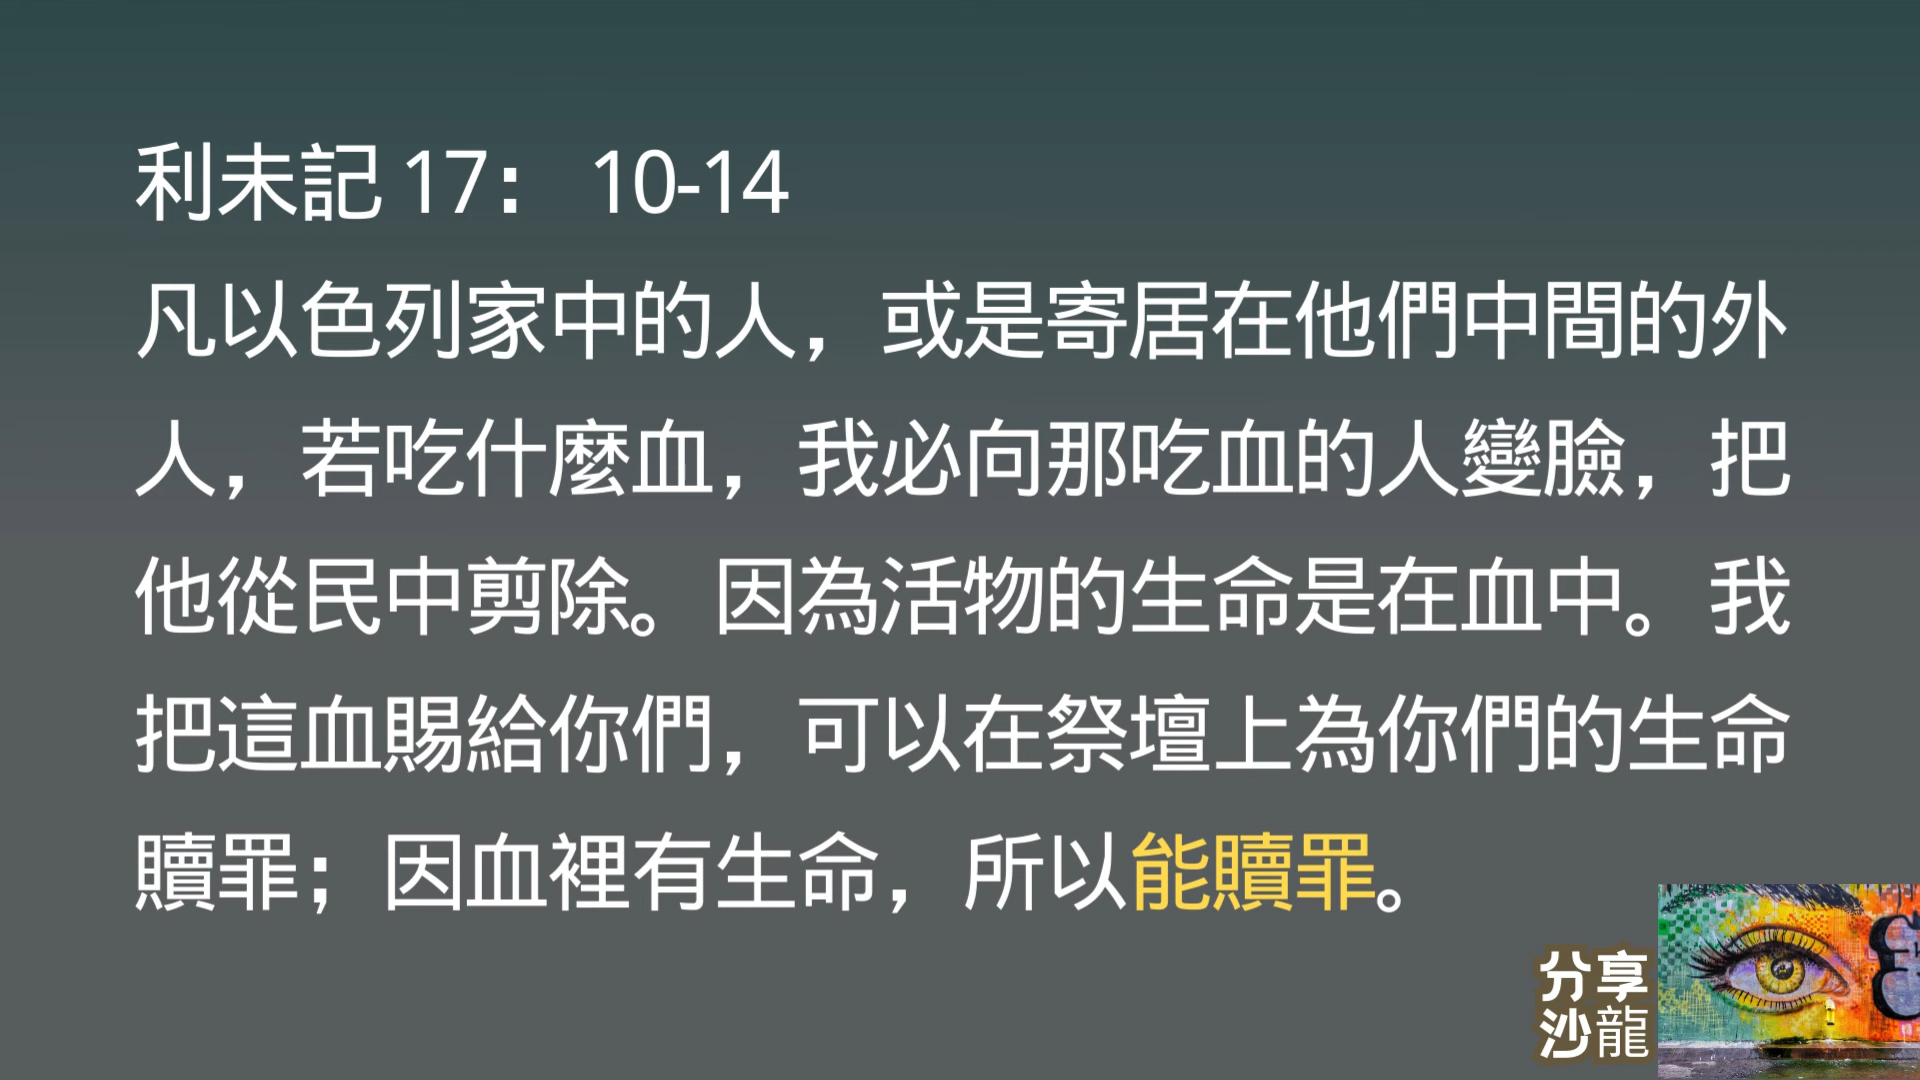 利未記 17： 10-14
凡以色列家中的人，或是寄居在他們中間的外
人，若吃什麼血，我必向那吃血的人變臉，把
他從民中剪除。因為活物的生命是在血中。我
把這血賜給你們，可以在祭壇上為你們的生命
贖罪；因血裡有生命，所以能贖罪。
分享
沙龍